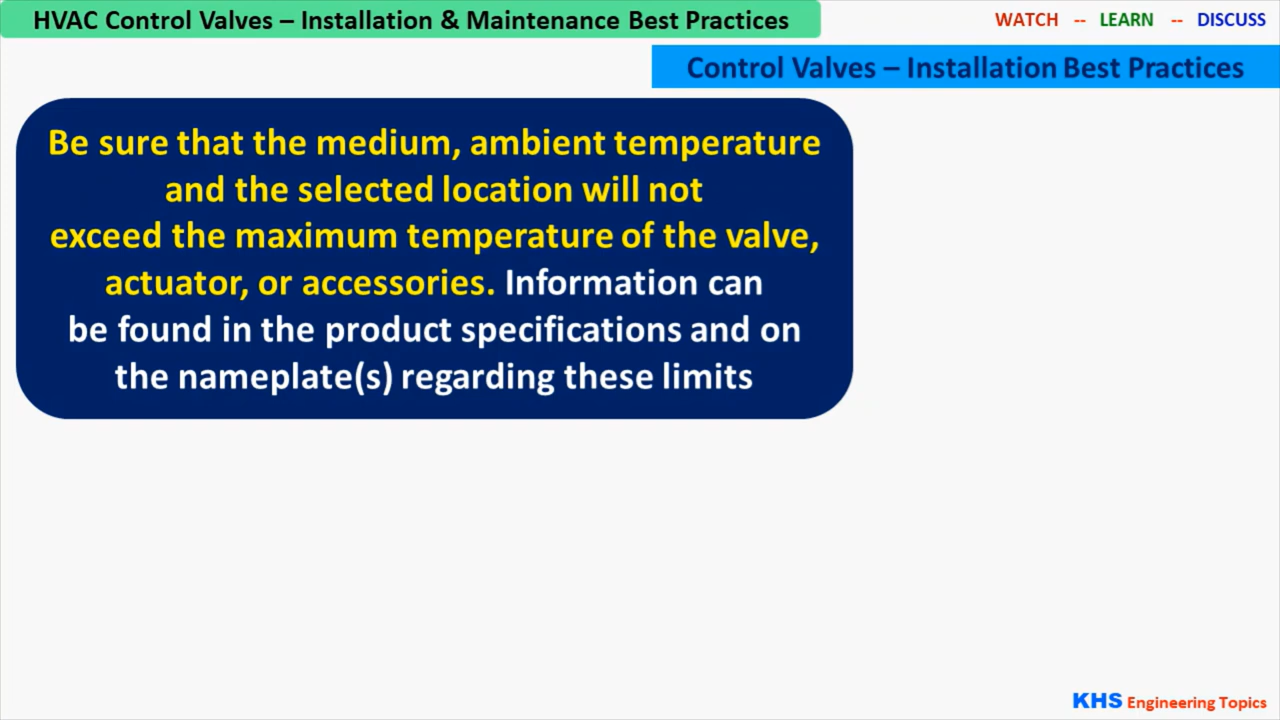 HVAC Control Valves – Installation & Maintenance Best Practices
WATCH -- LEARN -- DISCUSS
Control Valves – Installation Best Practices
Be sure that the medium, ambient temperature
and the selected location will not
exceed the maximum temperature of the valve,
actuator, or accessories. Information can
be found in the product specifications and on
the nameplate(s) regarding these limits
KHS Engineering Topics